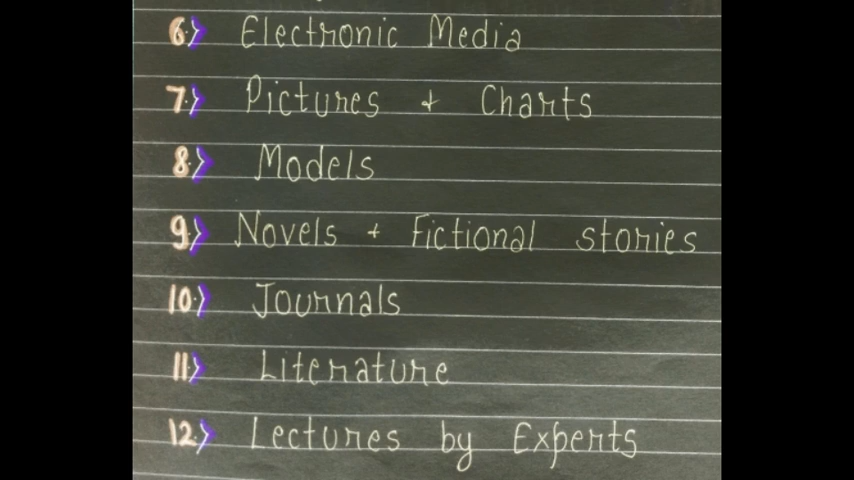 6.> Electronic Media
7.> Pictures + Charts
8.> Models
9.> Novels + Fictional stories
10.> Journals
11.> Literature
12.> Lectures by Experts